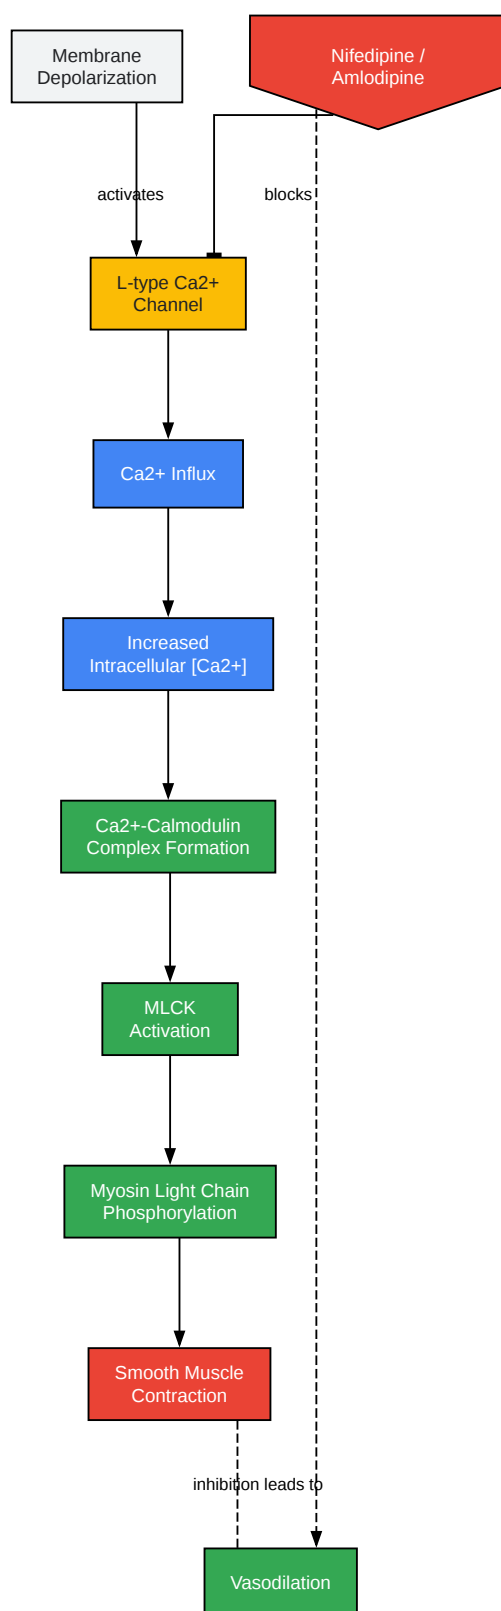 Membrane
Depolarization
Nifedipine /
Amlodipine
activates
blocks
L-type Ca2+
Channel
Ca2+ Influx
Increased
Intracellular [Ca2+]
Ca2+-Calmodulin
Complex Formation
MLCK
Activation
Myosin Light Chain
Phosphorylation
Smooth Muscle
Contraction
inhibition leads to
Vasodilation